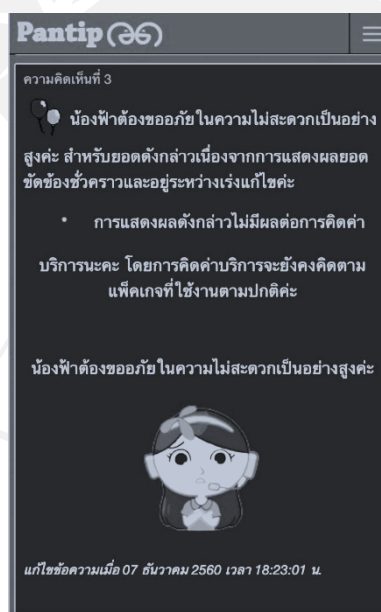 Pantip
ความคิดเห็นที่ 3
น้องฟ้าต้องขออภัยในความไม่สะดวกเป็นอย่าง
สูงค่ะ สำหรับยอดดังกล่าวเนื่องจากการแสดงผลยอด
ขัดข้องชั่วคราวและอยู่ระหว่างเร่งแก้ไขค่ะ
* การแสดงผลดังกล่าวไม่มีผลต่อการคิดค่า
บริการนะคะ โดยการคิดค่าบริการจะยังคงคิดตาม
แพ็คเกจที่ใช้งานตามปกติค่ะ
น้องฟ้าต้องขออภัยในความไม่สะดวกเป็นอย่างสูงค่ะ
แก้ไขข้อความเมื่อ 07 ธันวาคม 2560 เวลา 18:23:01 น.